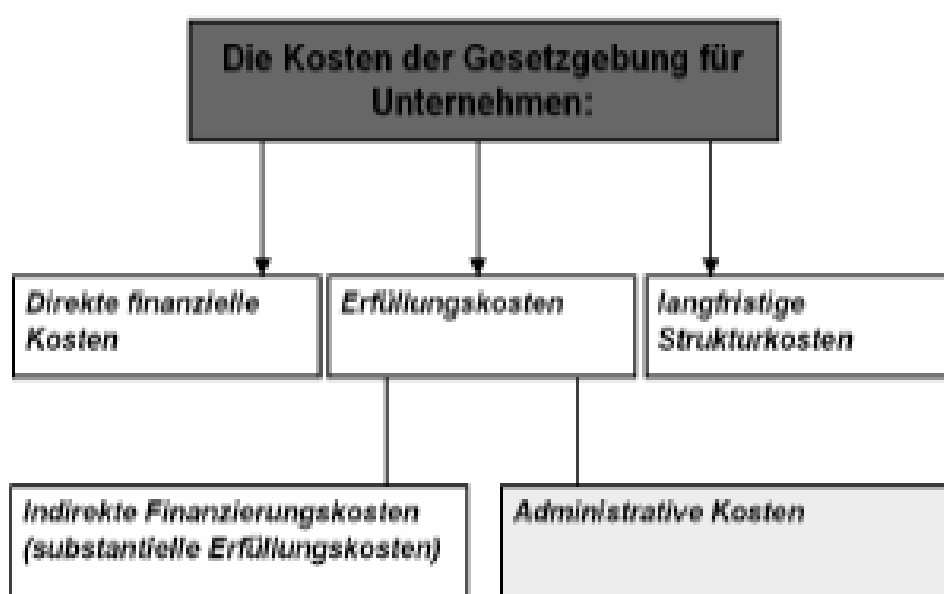 Die Kosten der Gesetzgebung für
Unternehmen:
Direkte finanzielle
Kosten
Erfüllungskosten
langfristige
Strukturkosten
Indirekte Finanzierungskosten
(substantielle Erfüllungskosten)
Administrative Kosten